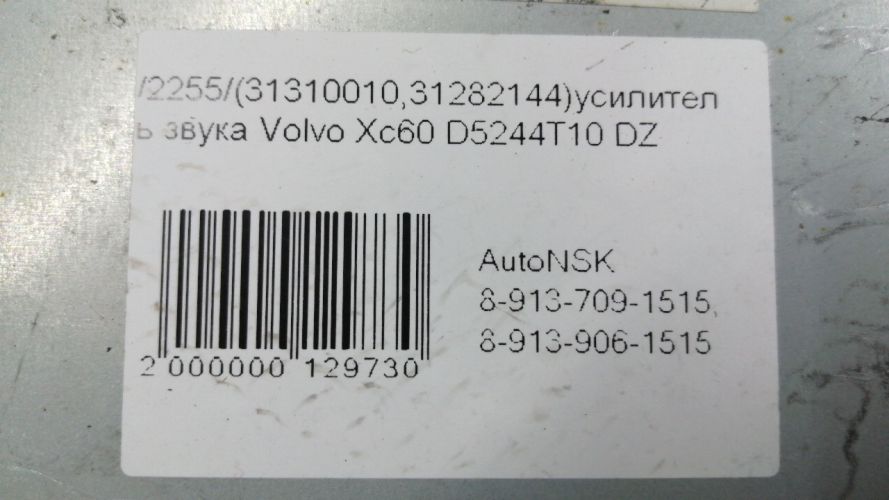 /2255/(31310010,31282144)усилител
ь звука Volvo Xc60 D5244T10 DZ
AutoNSK
8-913-709-1515,
8-913-906-1515
2 000000 129730